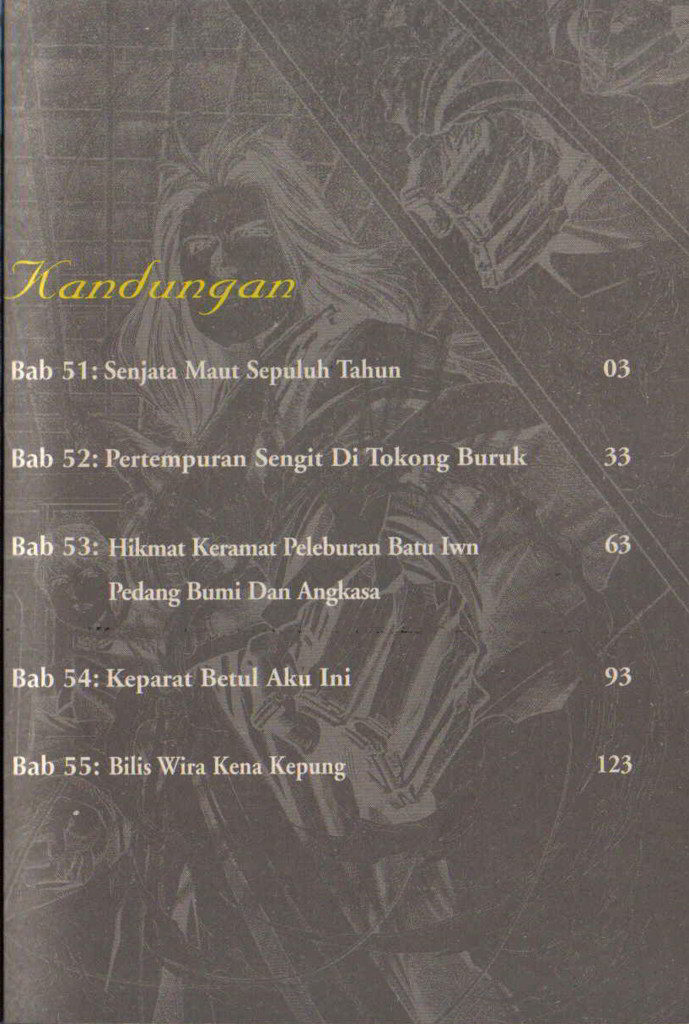 Kandungan
Bab 51: Senjata Maut Sepuluh Tahun 03
Bab 52: Pertempuran Sengit Di Tokong Buruk 33
Bab 53: Hikmat Keramat Peleburan Batu Iwn 63
Pedang Bumi Dan Angkasa
Bab 54: Keparat Betul Aku Ini 93
Bab 55: Bilis Wira Kena Kepung 123